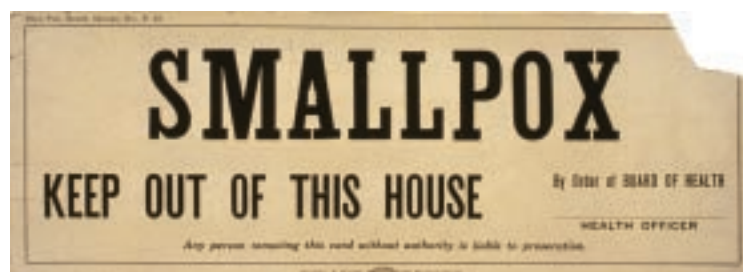 SMALLPOX
KEEP OUT OF THIS HOUSE
By Order of BOARD OF HEALTH
HEALTH OFFICER
Any person removing this card without authority is liable to prosecution.